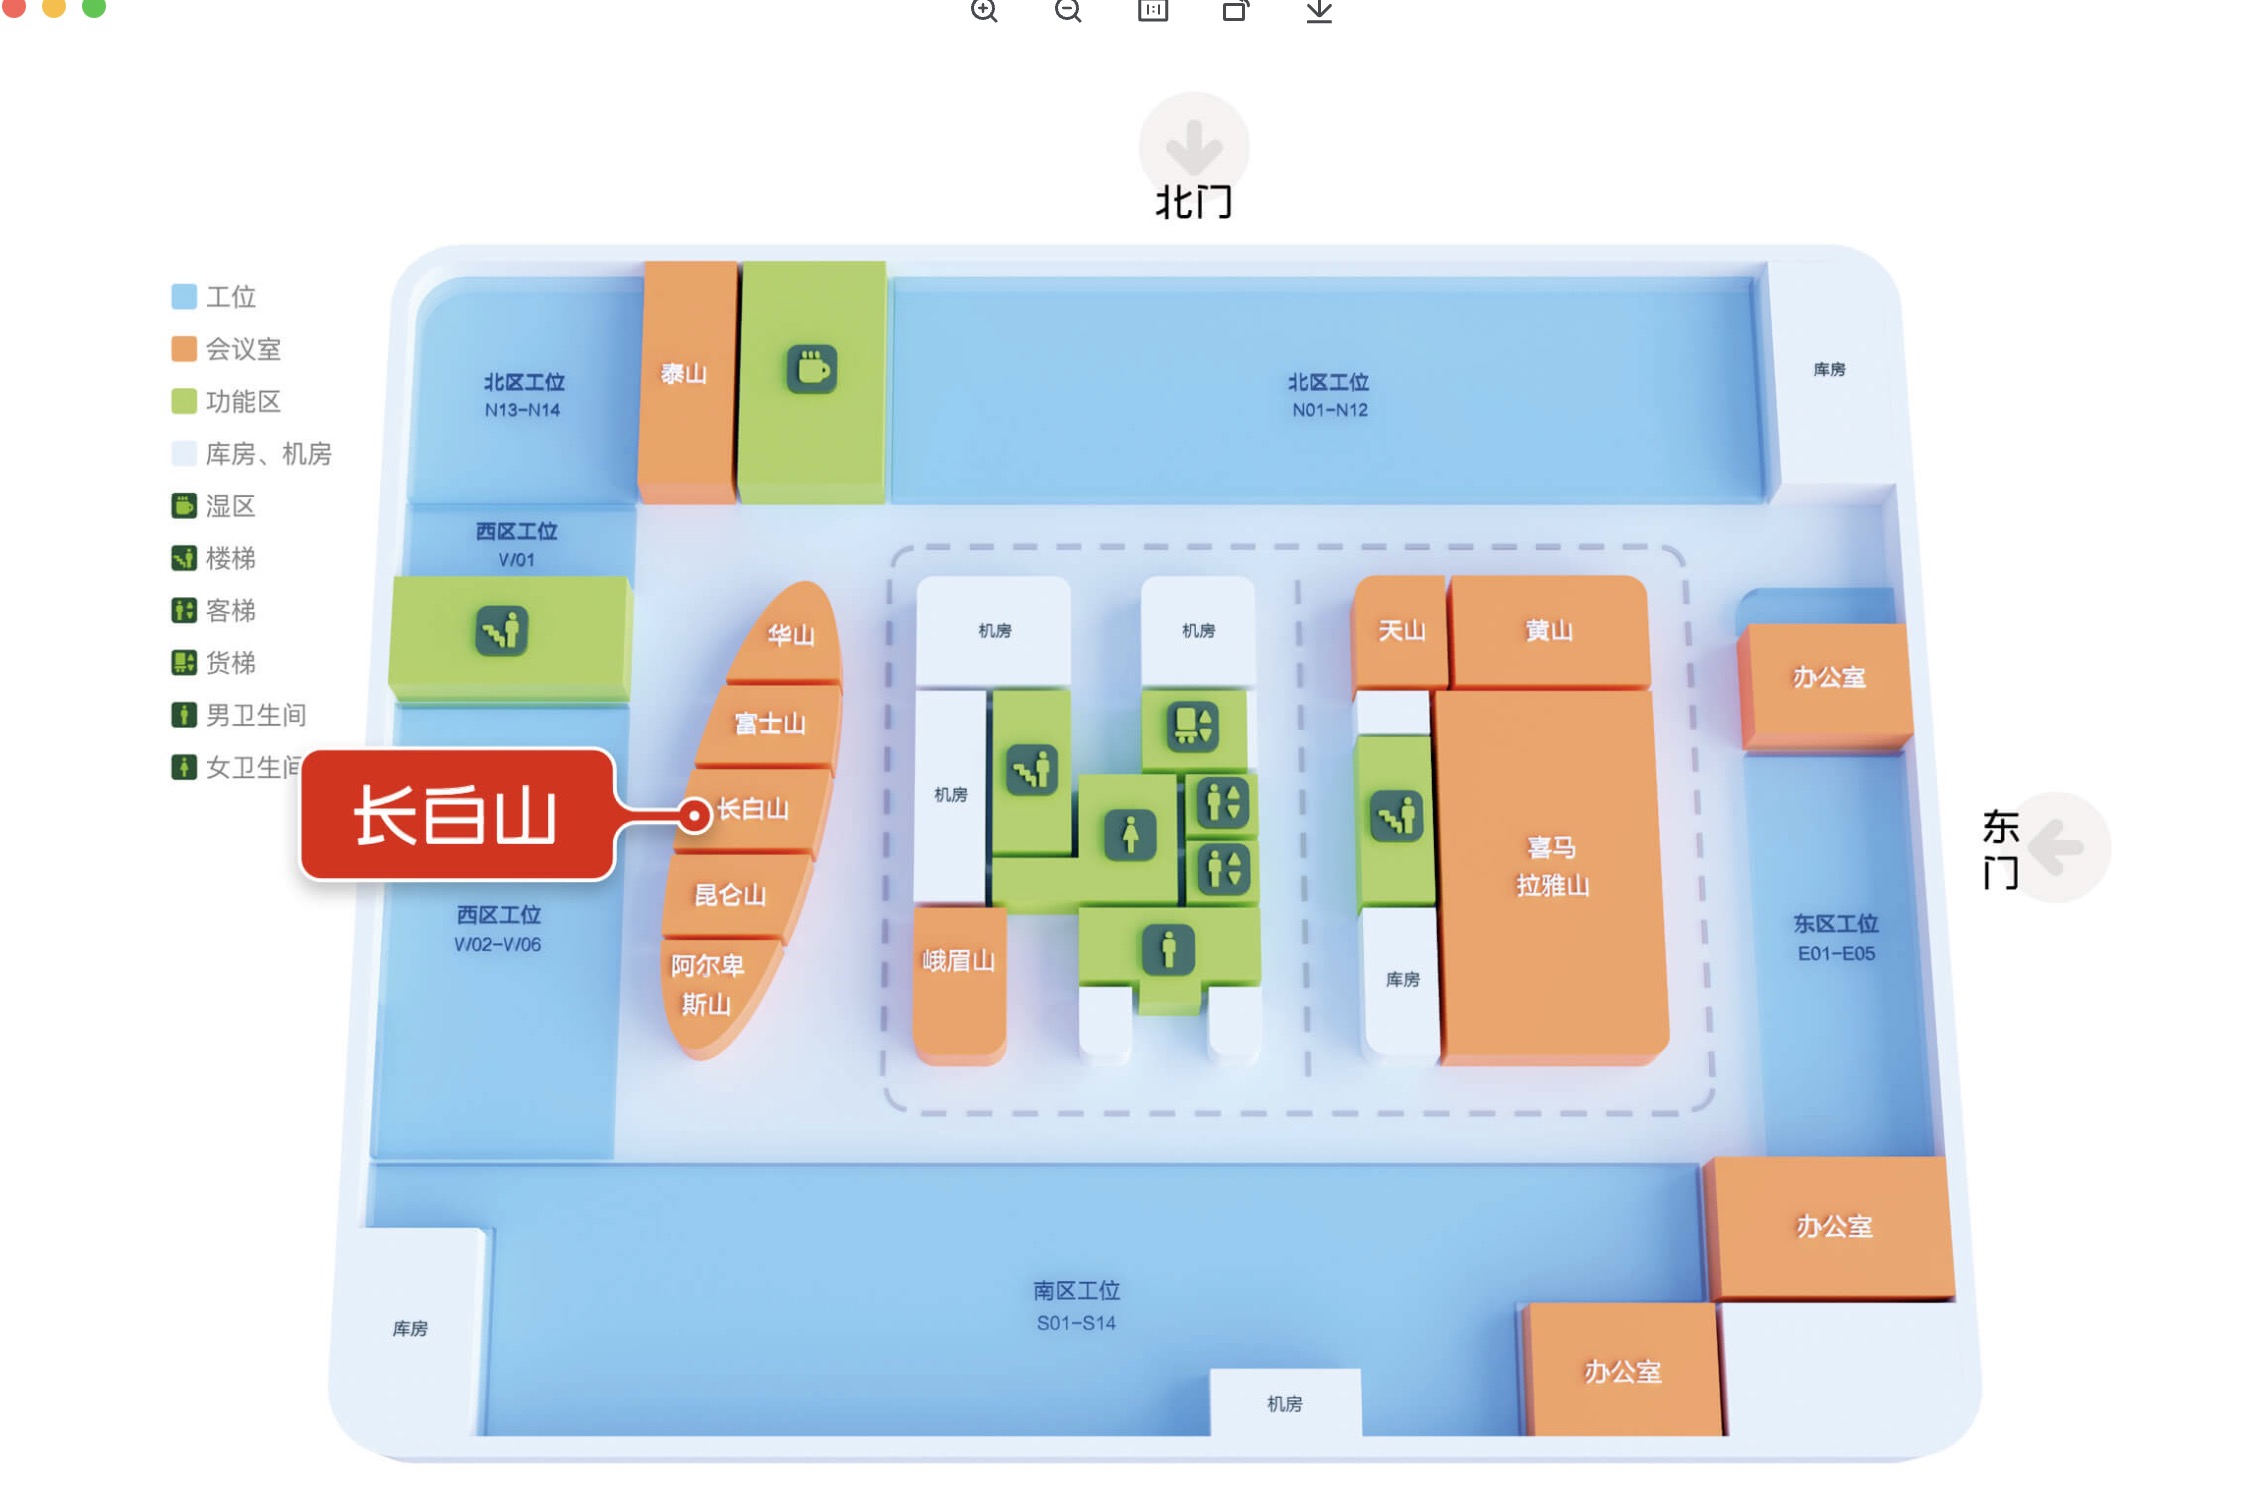 北门
工位
会议室
功能区
库房、机房
湿区
楼梯
客梯
货梯
男卫生间
女卫生间
北区工位
N13-N14
泰山
北区工位
N01-N12
库房
西区工位
W01
华山
富士山
长白山
昆仑山
阿尔卑
斯山
长白山
西区工位
W02-W06
机房
机房
机房
峨眉山
天山
黄山
喜马
拉雅山
库房
办公室
东
门
东区工位
E01-E05
办公室
办公室
南区工位
S01-S14
库房
机房